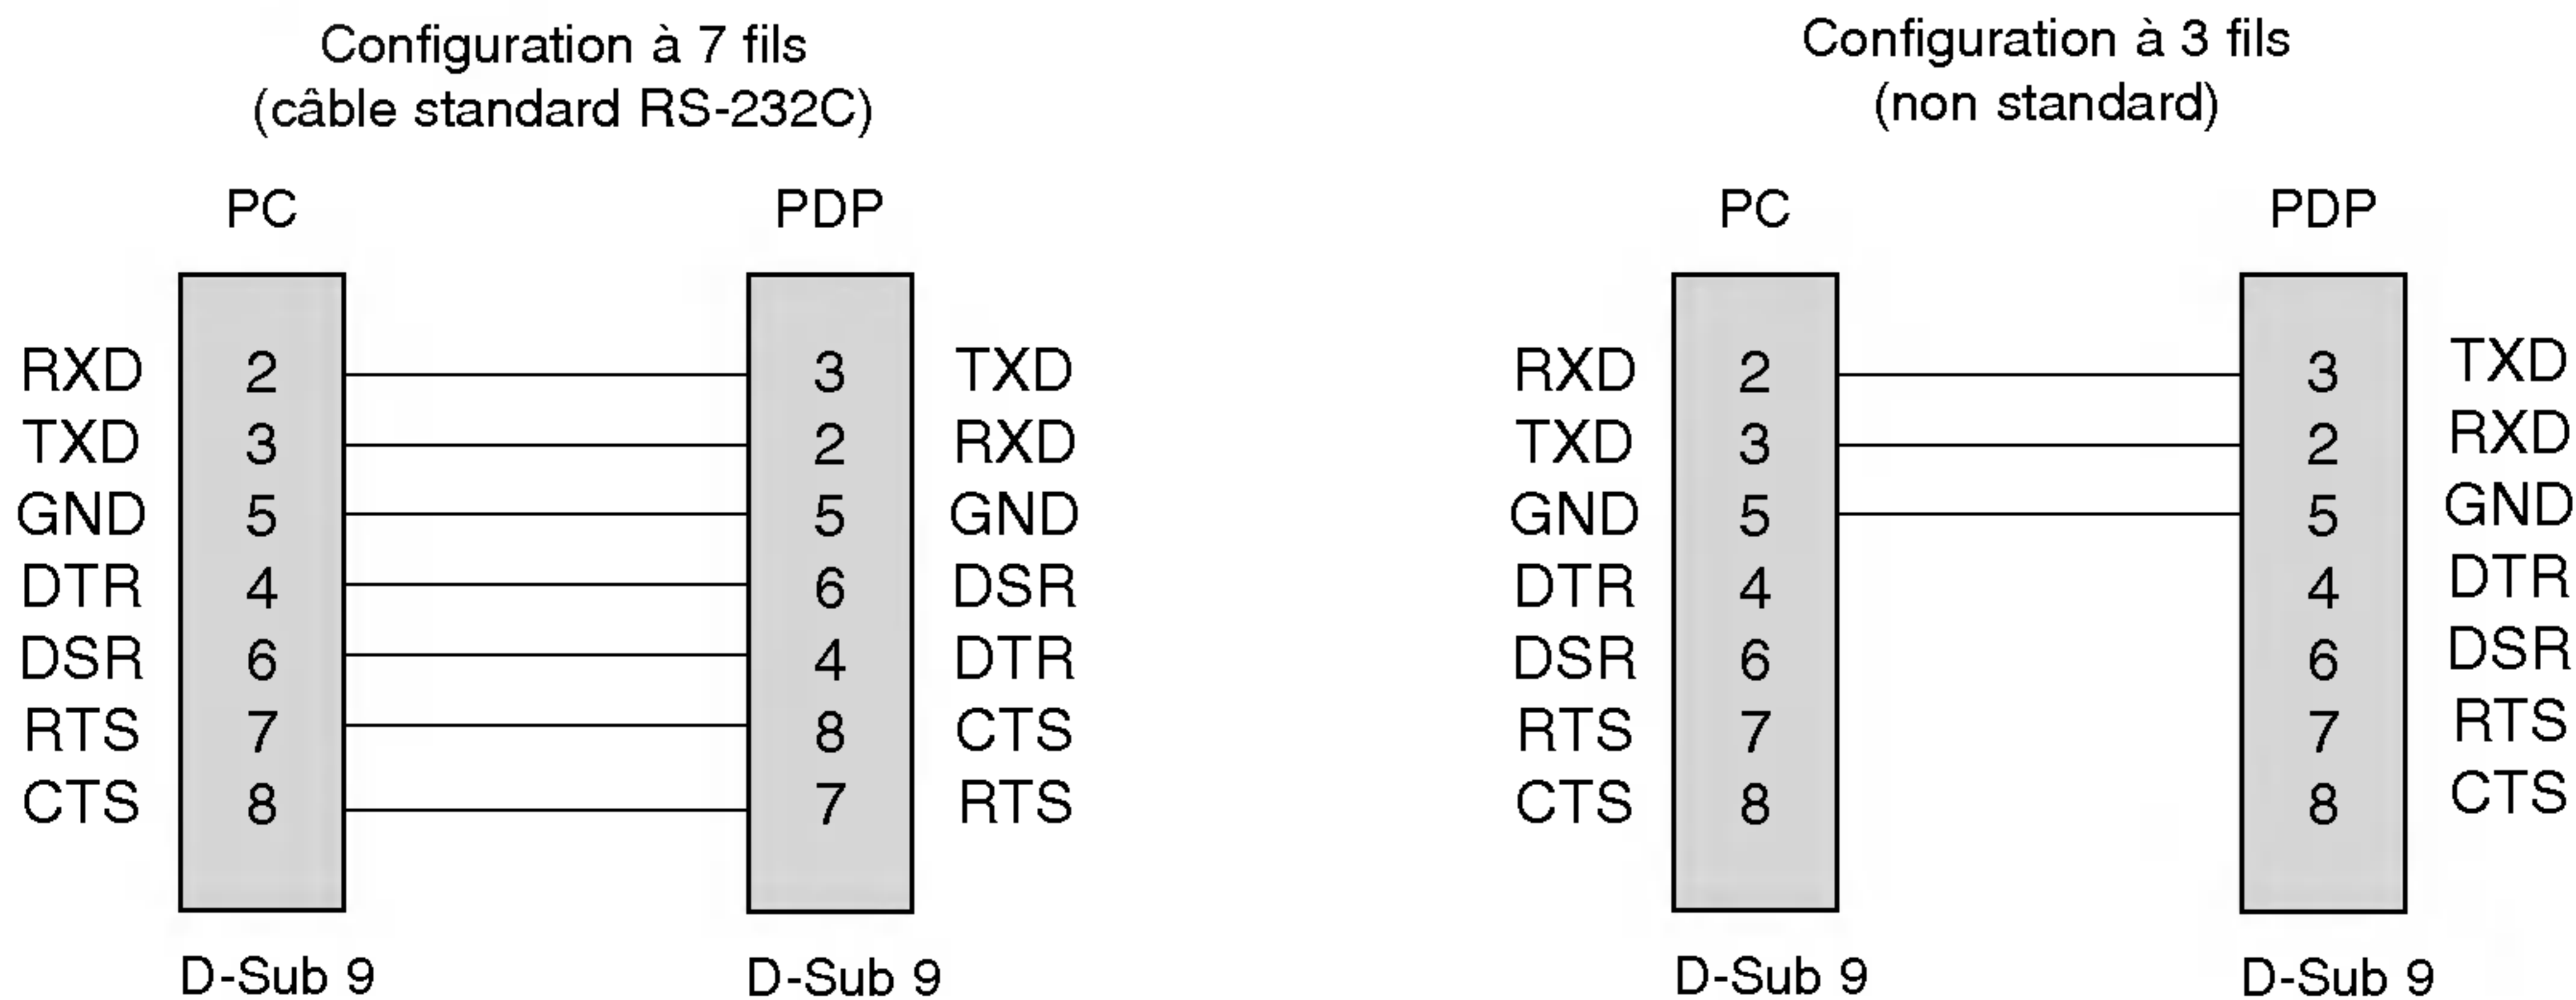 Configuration à 7 fils
(câble standard RS-232C)
PC PDP
RXD 2 3 TXD
TXD 3 2 RXD
GND 5 5 GND
DTR 4 6 DSR
DSR 6 4 DTR
RTS 7 8 CTS
CTS 8 7 RTS
D-Sub 9 D-Sub 9
Configuration à 3 fils
(non standard)
PC PDP
RXD 2 3 TXD
TXD 3 2 RXD
GND 5 5 GND
DTR 4 4 DTR
DSR 6 6 DSR
RTS 7 7 RTS
CTS 8 8 CTS
D-Sub 9 D-Sub 9